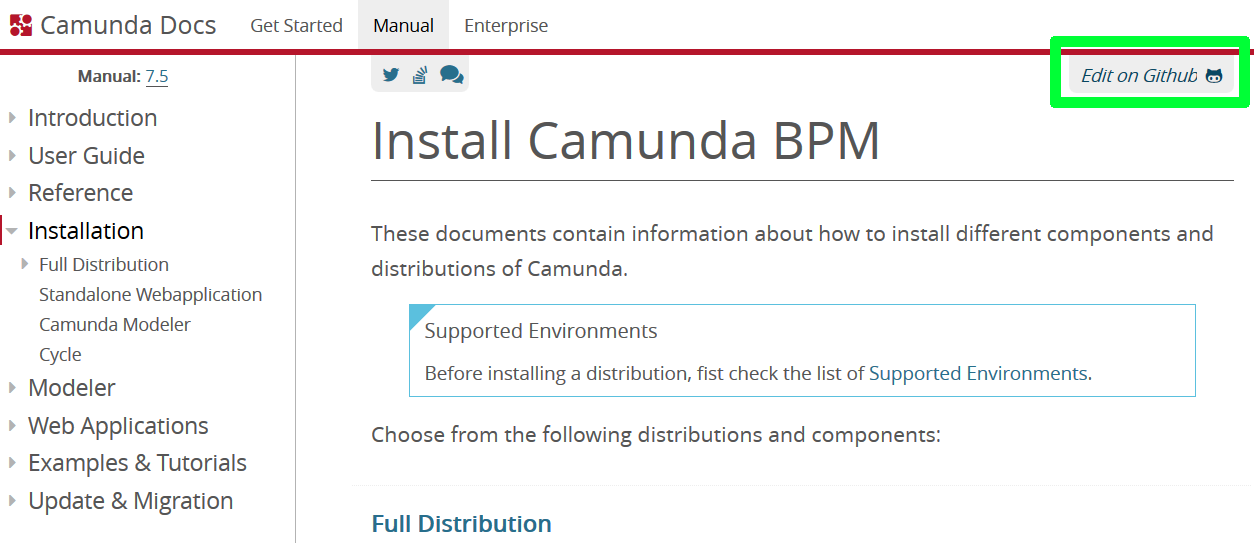 Camunda Docs Get Started Manual Enterprise
Manual: 7.5
Introduction
User Guide
Reference
Installation
Full Distribution
Standalone Webapplication
Camunda Modeler
Cycle
Modeler
Web Applications
Examples & Tutorials
Update & Migration
Edit on Github
Install Camunda BPM
These documents contain information about how to install different components and
distributions of Camunda.
Supported Environments
Before installing a distribution, fist check the list of Supported Environments.
Choose from the following distributions and components:
Full Distribution